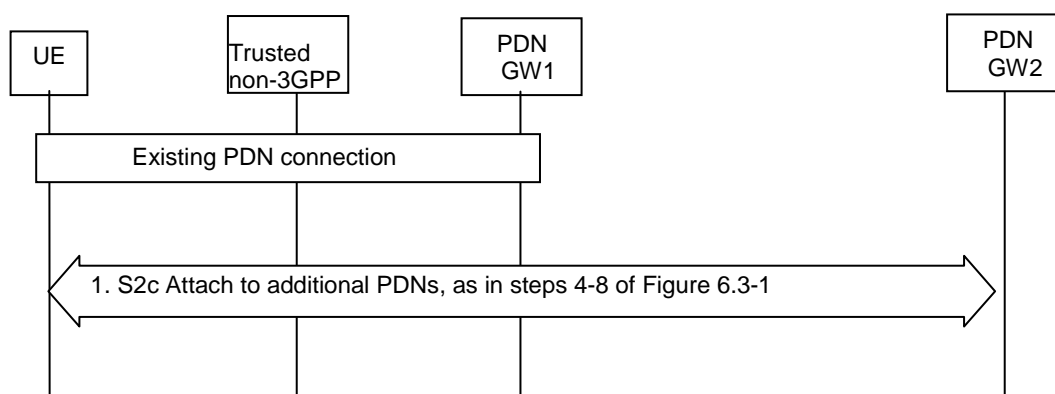 UE
Trusted
non-3GPP
PDN
GW1
PDN
GW2
Existing PDN connection
1. S2c Attach to additional PDNs, as in steps 4-8 of Figure 6.3-1